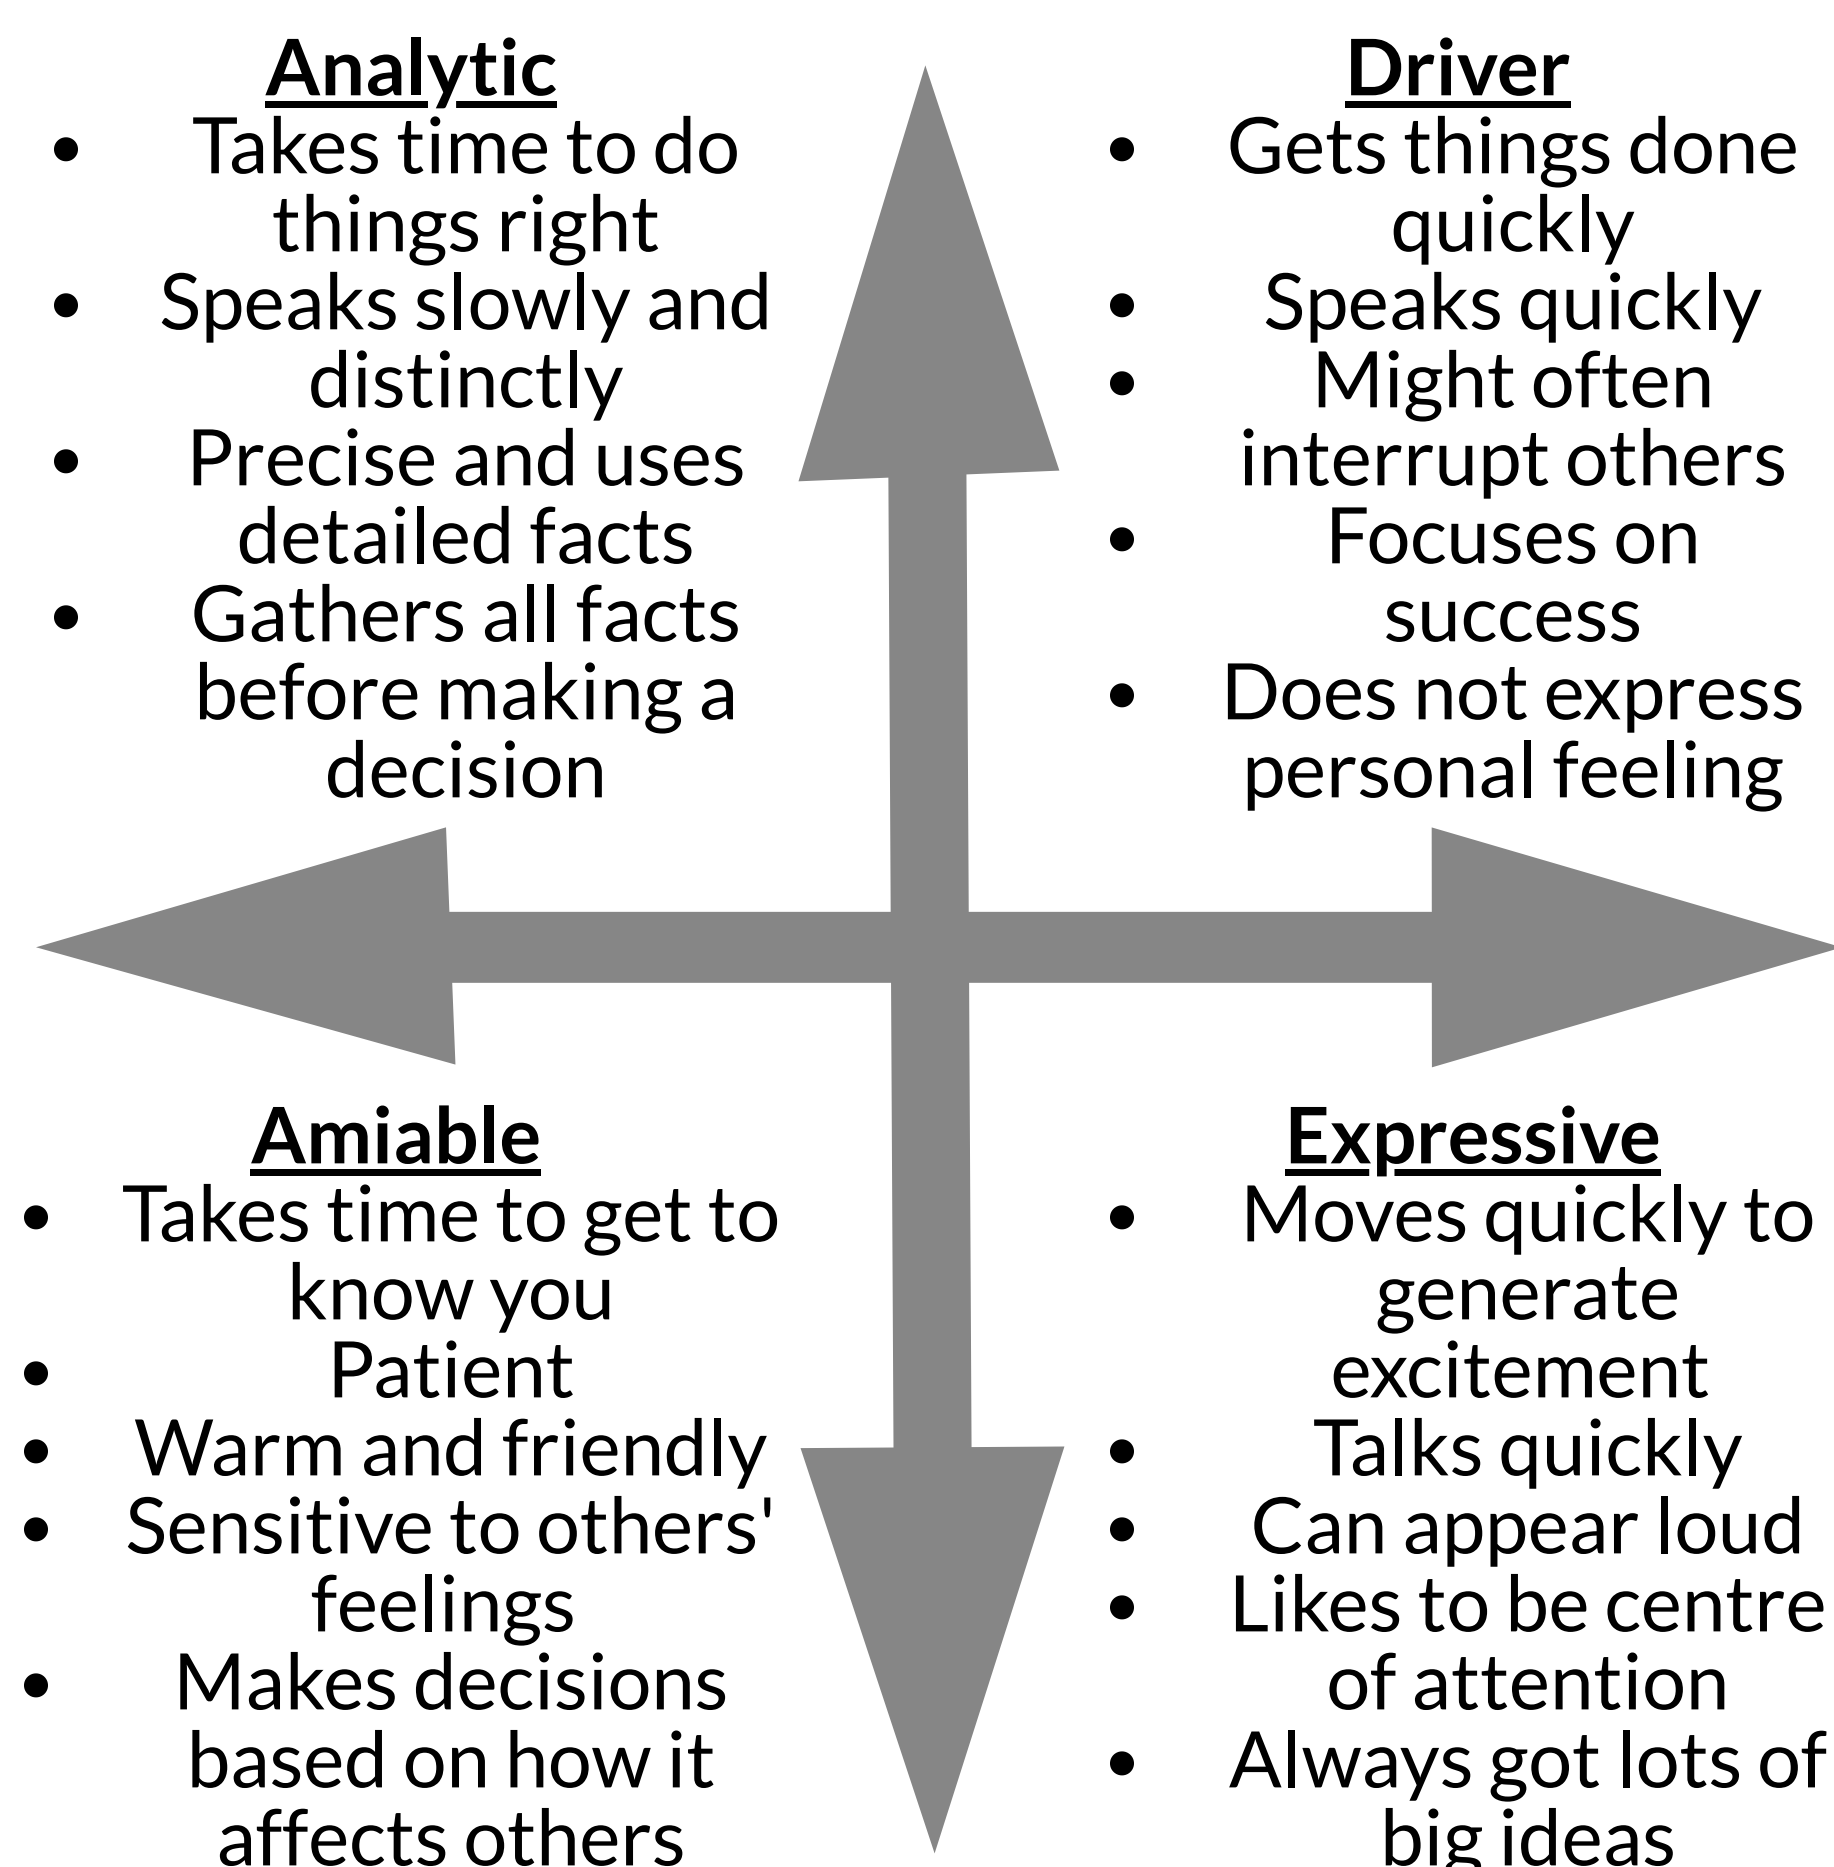 Analytic
• Takes time to do
things right
• Speaks slowly and
distinctly
• Precise and uses
detailed facts
• Gathers all facts
before making a
decision
Driver
• Gets things done
quickly
• Speaks quickly
• Might often
interrupt others
• Focuses on
success
• Does not express
personal feeling
Amiable
• Takes time to get to
know you
• Patient
• Warm and friendly
• Sensitive to others'
feelings
• Makes decisions
based on how it
affects others
Expressive
• Moves quickly to
generate
excitement
• Talks quickly
• Can appear loud
• Likes to be centre
of attention
• Always got lots of
big ideas